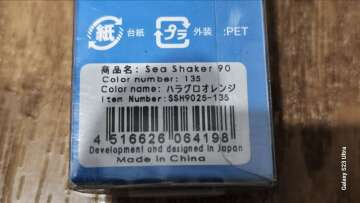 紙 台紙 プラ 外装 :PET
商品名: Sea Shaker 90
Color number: 135
Color name: ハラグロオレンジ
Item Number:SSH9025-135
4 516626 064198
Development and designed in Japan
Made in China
Galaxy S23 Ultra